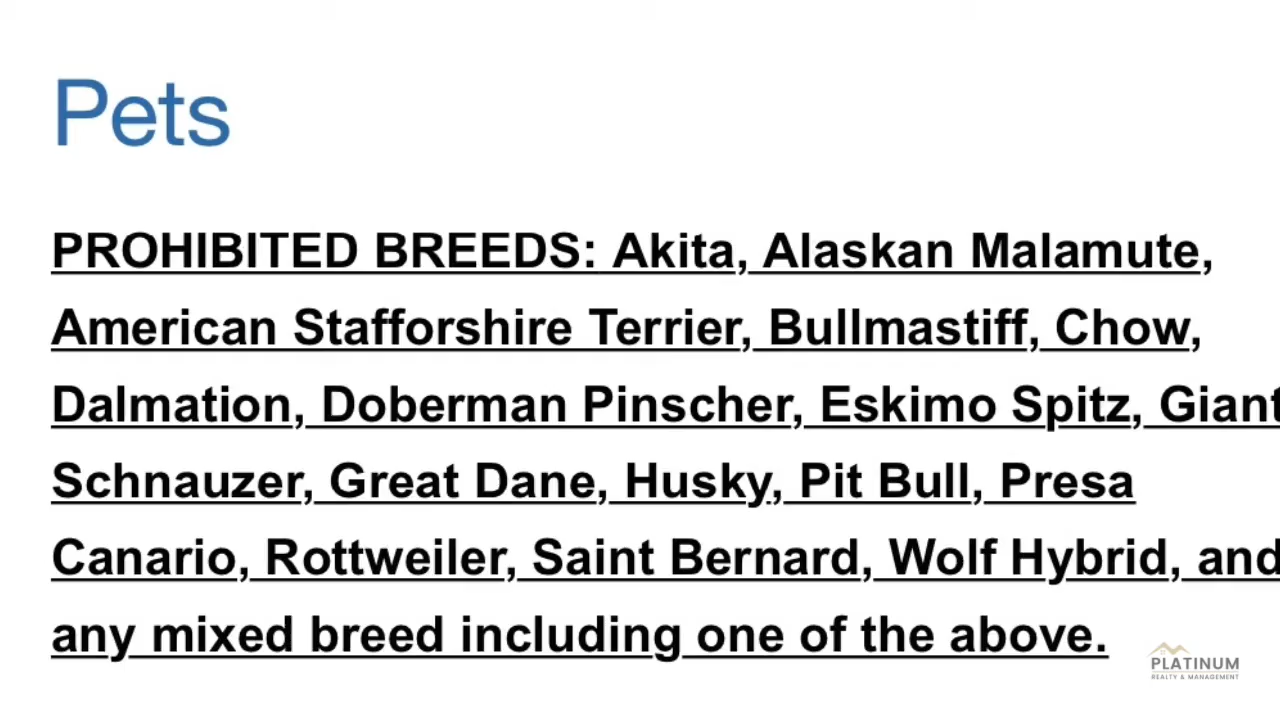 Pets
PROHIBITED BREEDS: Akita, Alaskan Malamute,
American Stafforshire Terrier, Bullmastiff, Chow,
Dalmation, Doberman Pinscher, Eskimo Spitz, Giant
Schnauzer, Great Dane, Husky, Pit Bull, Presa
Canario, Rottweiler, Saint Bernard, Wolf Hybrid, and
any mixed breed including one of the above.
PLATINUM
REALTY & MANAGEMENT